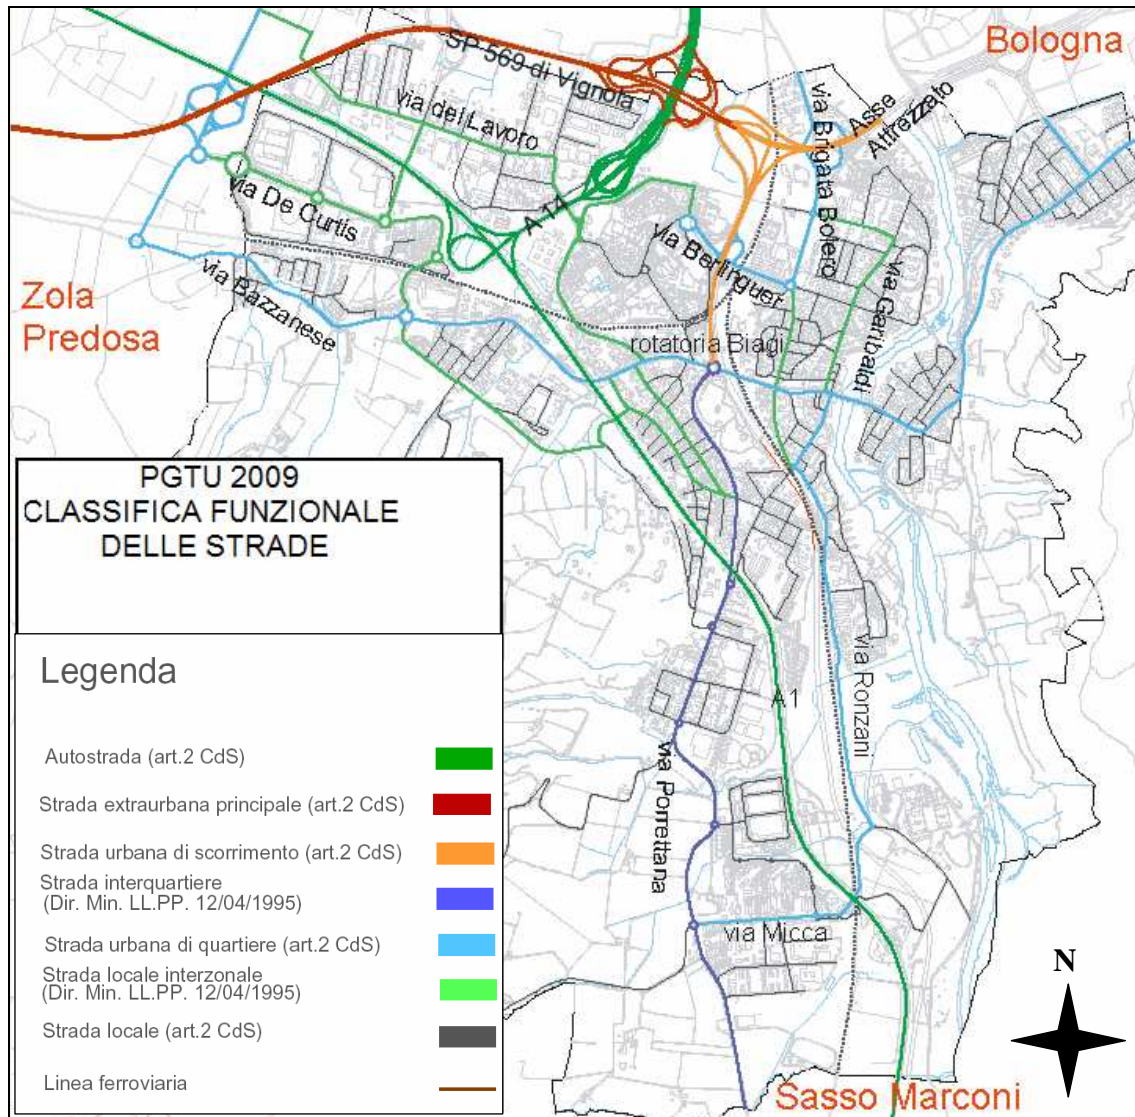 Bologna
SP 569 di Vignola
via del Lavoro
via Brigata Bolero
Asse
Attrezzato
A 14
via De Curtis
via Bazzanese
via Berlinguer
via Garibaldi
Zola
Predosa
rotatoria Biagi
PGTU 2009
CLASSIFICA FUNZIONALE
DELLE STRADE
via Ronzani
A1
via Porrettana
via Micca
Sasso Marconi
N
Legenda
Autostrada (art.2 CdS)
Strada extraurbana principale (art.2 CdS)
Strada urbana di scorrimento (art.2 CdS)
Strada interquartiere
(Dir. Min. LL.PP. 12/04/1995)
Strada urbana di quartiere (art.2 CdS)
Strada locale interzonale
(Dir. Min. LL.PP. 12/04/1995)
Strada locale (art.2 CdS)
Linea ferroviaria